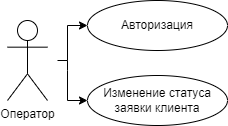 Авторизация
Изменение статуса
заявки клиента
Оператор